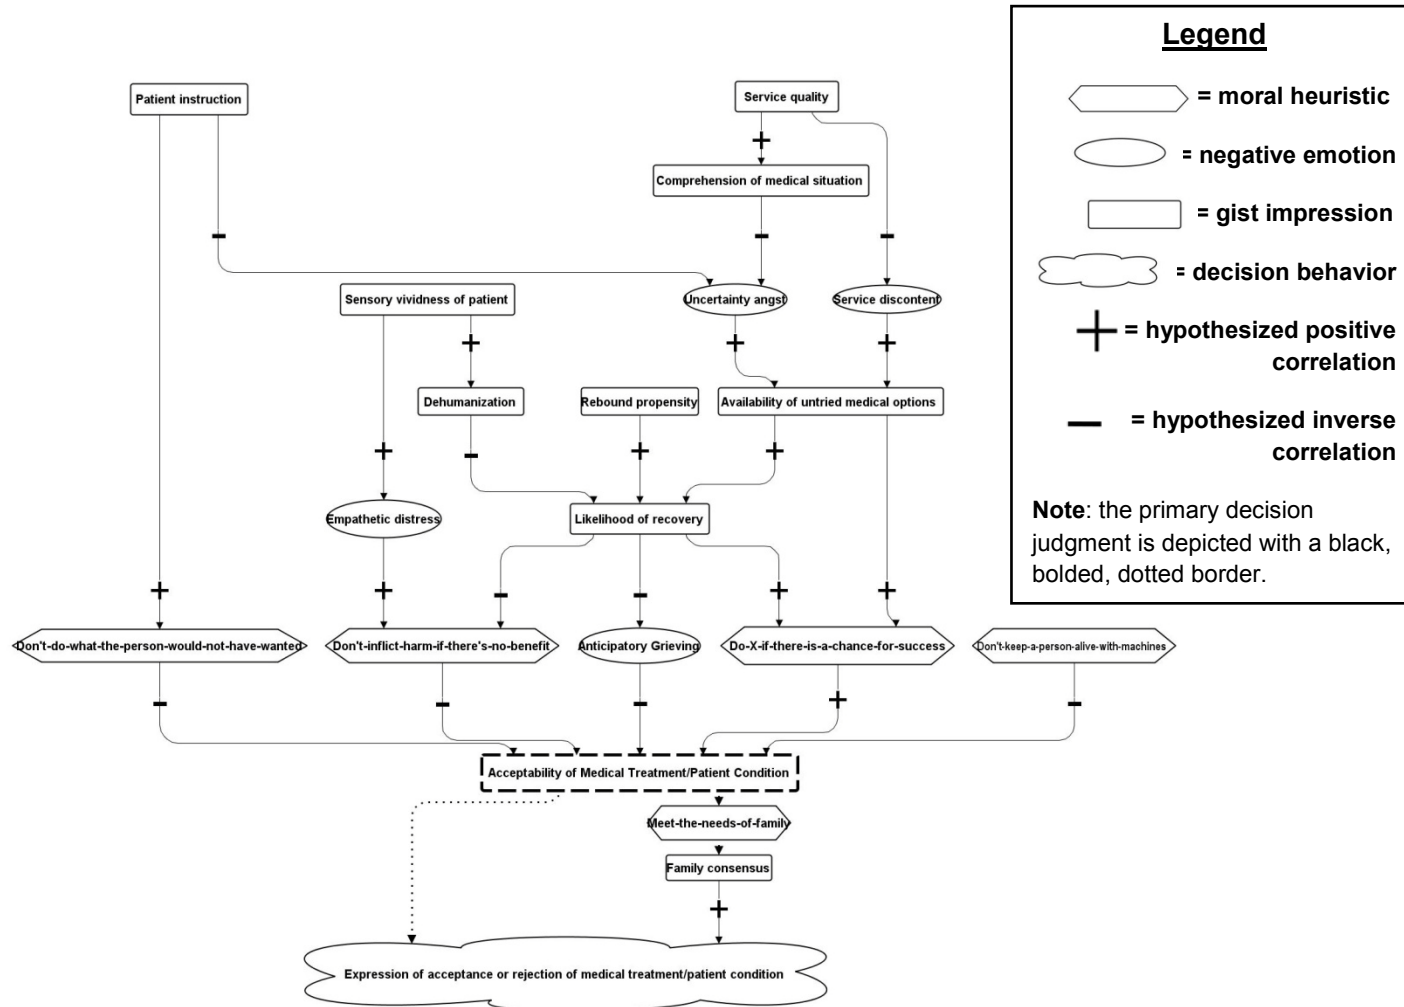 Legend
= moral heuristic
= negative emotion
= gist impression
= decision behavior
= hypothesized positive
correlation
= hypothesized inverse
correlation
Note: the primary decision
judgment is depicted with a black,
bolded, dotted border.
Patient instruction
Service quality
Comprehension of medical situation
Sensory vividness of patient
Uncertainty angst
Service discontent
Dehumanization
Rebound propensity
Availability of untried medical options
Empathetic distress
Likelihood of recovery
Don't-do-what-the-person-would-not-have-wanted
Don't-inflict-harm-if-there's-no-benefit
Anticipatory Grieving
Do-X-if-there-is-a-chance-for-success
Don't-keep-a-person-alive-with-machines
Acceptability of Medical Treatment/Patient Condition
Meet-the-needs-of-family
Family consensus
Expression of acceptance or rejection of medical treatment/patient condition